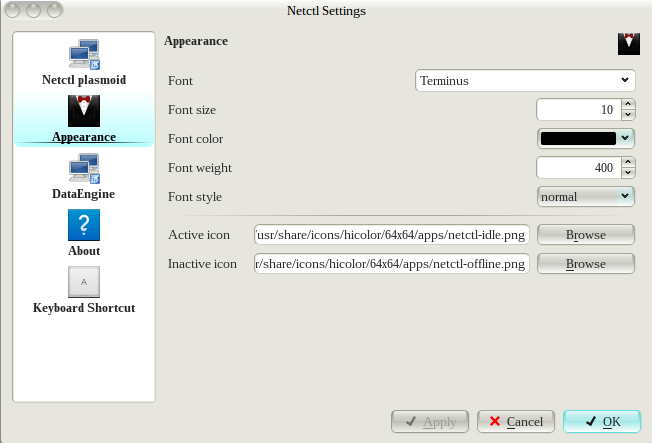 Netctl Settings
Netctl plasmoid
Appearance
DataEngine
?
About
A
Keyboard Shortcut
Appearance
Font Terminus
Font size 10
Font color
Font weight 400
Font style normal
Active icon /usr/share/icons/hicolor/64x64/apps/netctl-idle.png Browse
Inactive icon r/share/icons/hicolor/64x64/apps/netctl-offline.png Browse
Apply Cancel OK